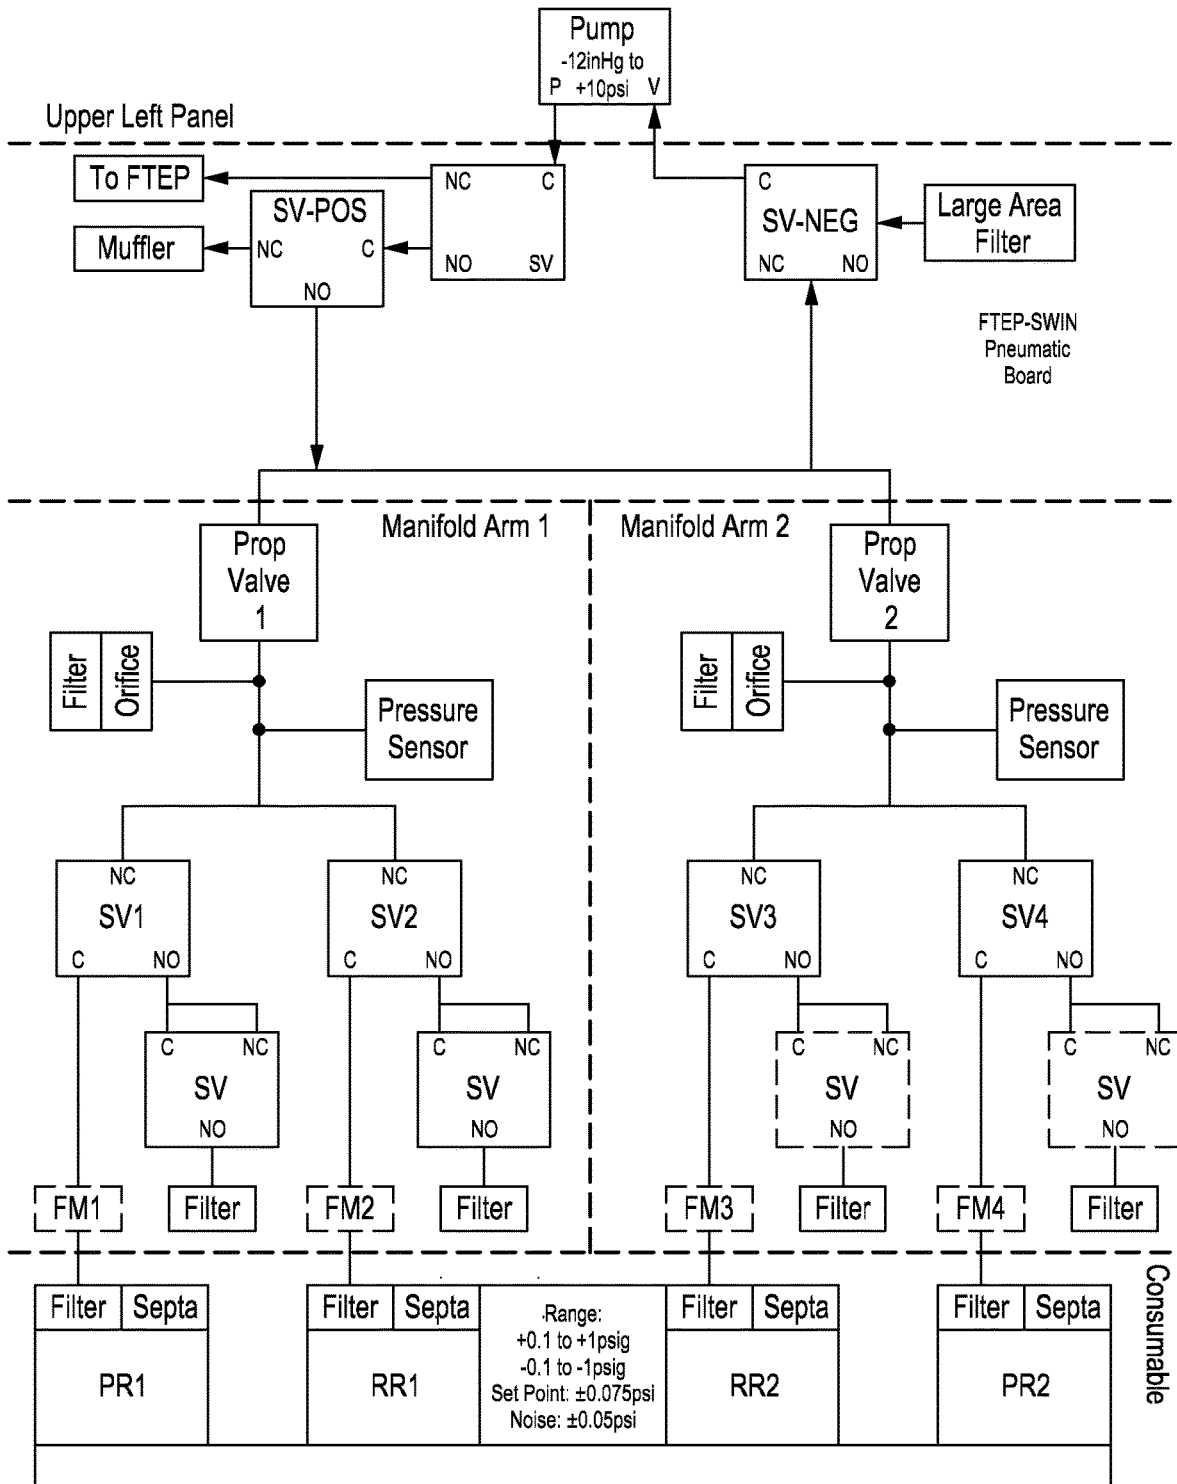 Pump
-12inHg to
P +10psi V
Upper Left Panel
To FTEP
NC C
SV-POS
C
Large Area
Filter
SV-NEG
Muffler
NC C
NO SV
NC NO
NO
FTEP-SWIN
Pneumatic
Board
Manifold Arm 1
Manifold Arm 2
Prop
Valve
1
Prop
Valve
2
Filter
Orifice
Pressure
Sensor
Filter
Orifice
Pressure
Sensor
NC
SV1
C NO
NC
SV2
C NO
NC
SV3
C NO
NC
SV4
C NO
C NC
SV
NO
C NC
SV
NO
C NC
SV
NO
C NC
SV
NO
FM1
Filter
FM2
Filter
FM3
Filter
FM4
Filter
Consumable
Filter Septa
PR1
Filter Septa
RR1
Range:
+0.1 to +1psig
-0.1 to -1psig
Set Point: ±0.075psi
Noise: ±0.05psi
Filter Septa
RR2
Filter Septa
PR2